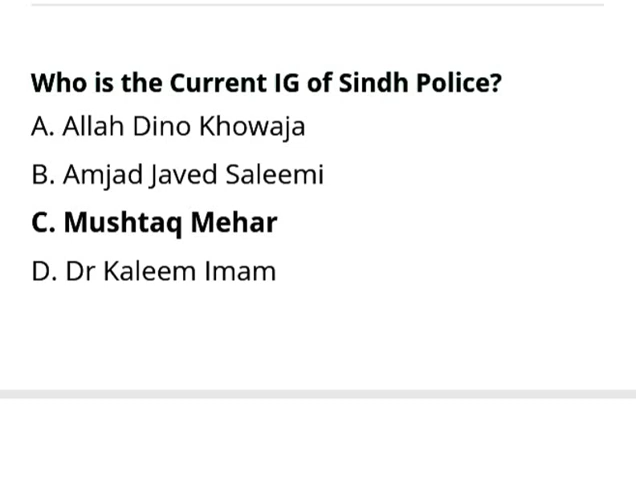 Who is the Current IG of Sindh Police?
A. Allah Dino Khowaja
B. Amjad Javed Saleemi
C. Mushtaq Mehar
D. Dr Kaleem Imam